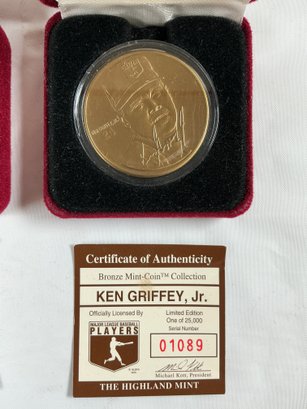 Certificate of Authenticity
Bronze Mint-Coin™ Collection
KEN GRIFFEY, Jr.
Officially Licensed By
Limited Edition
One of 25,000
Serial Number
MAJOR LEAGUE BASEBALL
PLAYERS
01089
Michael Kott, President
THE HIGHLAND MINT